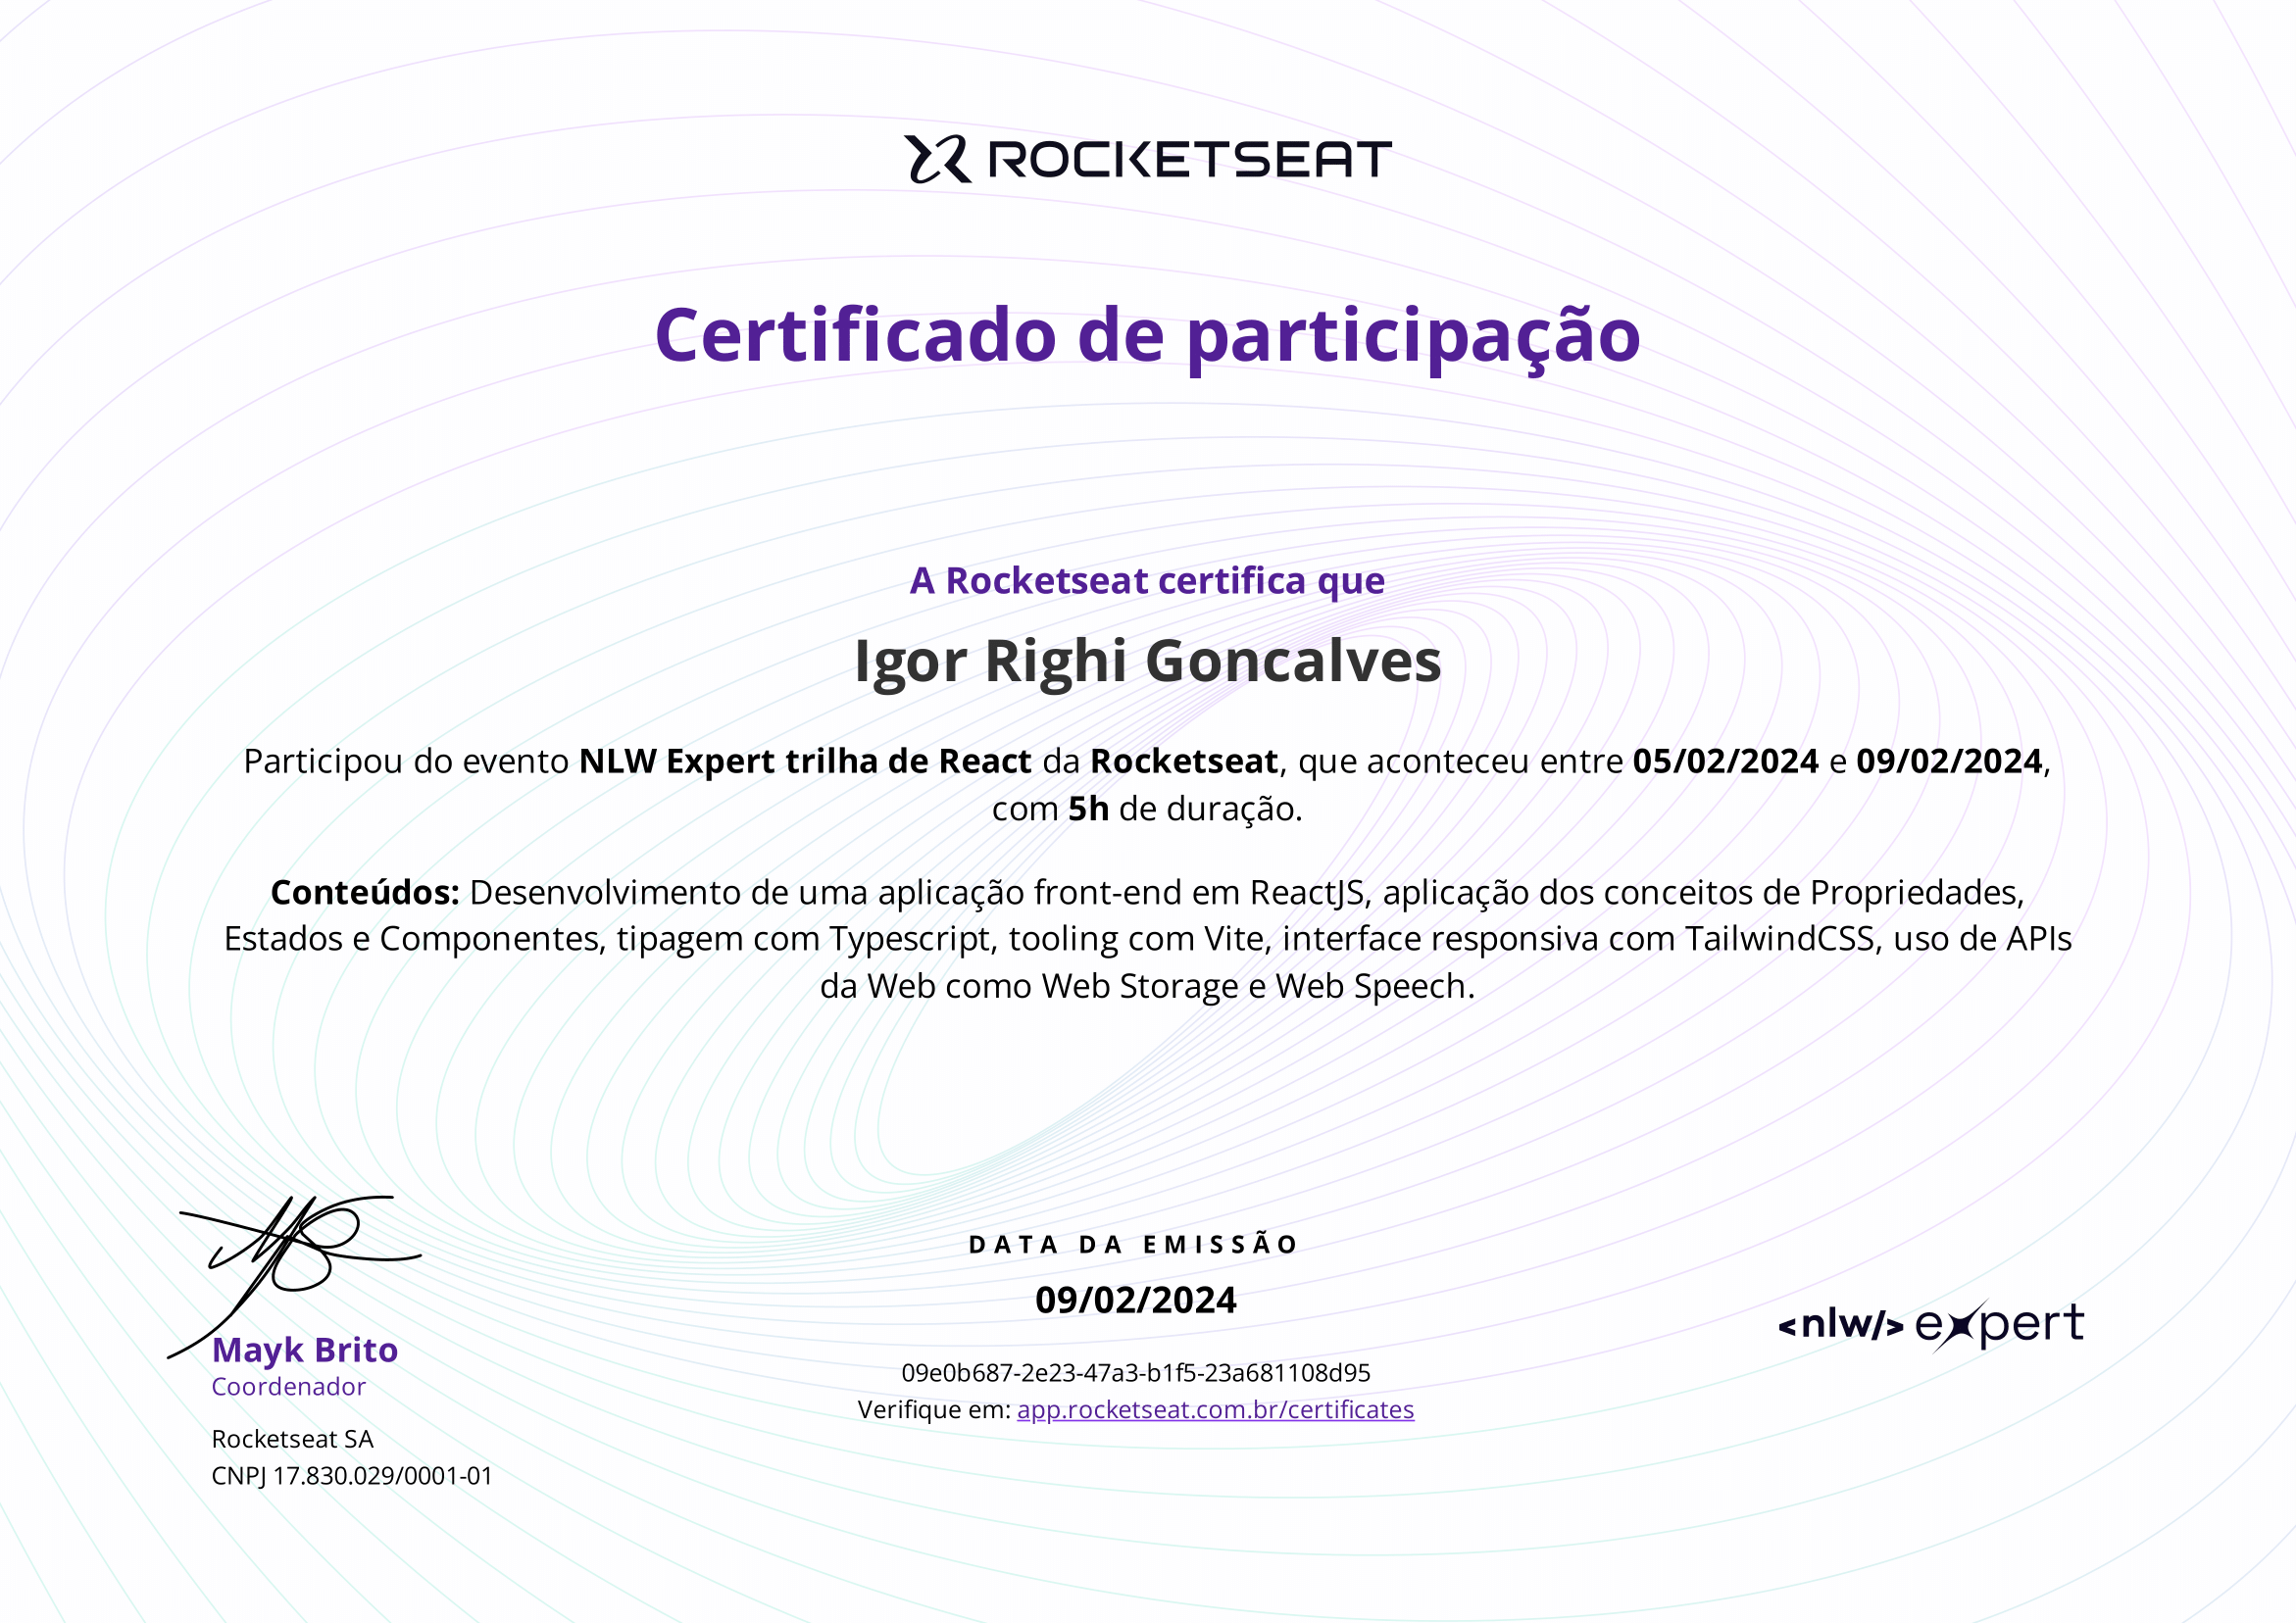 ROCKETSEAT
Certificado de participação
A Rocketseat certifica que
Igor Righi Goncalves
Participou do evento NLW Expert trilha de React da Rocketseat, que aconteceu entre 05/02/2024 e 09/02/2024,
com 5h de duração.
Conteúdos: Desenvolvimento de uma aplicação front-end em ReactJS, aplicação dos conceitos de Propriedades,
Estados e Componentes, tipagem com Typescript, tooling com Vite, interface responsiva com TailwindCSS, uso de APIs
da Web como Web Storage e Web Speech.
Mayk Brito
Coordenador
Rocketseat SA
CNPJ 17.830.029/0001-01
DATA DA EMISSÃO
09/02/2024
09e0b687-2e23-47a3-b1f5-23a681108d95
Verifique em: app.rocketseat.com.br/certificates
<nlw/> expert